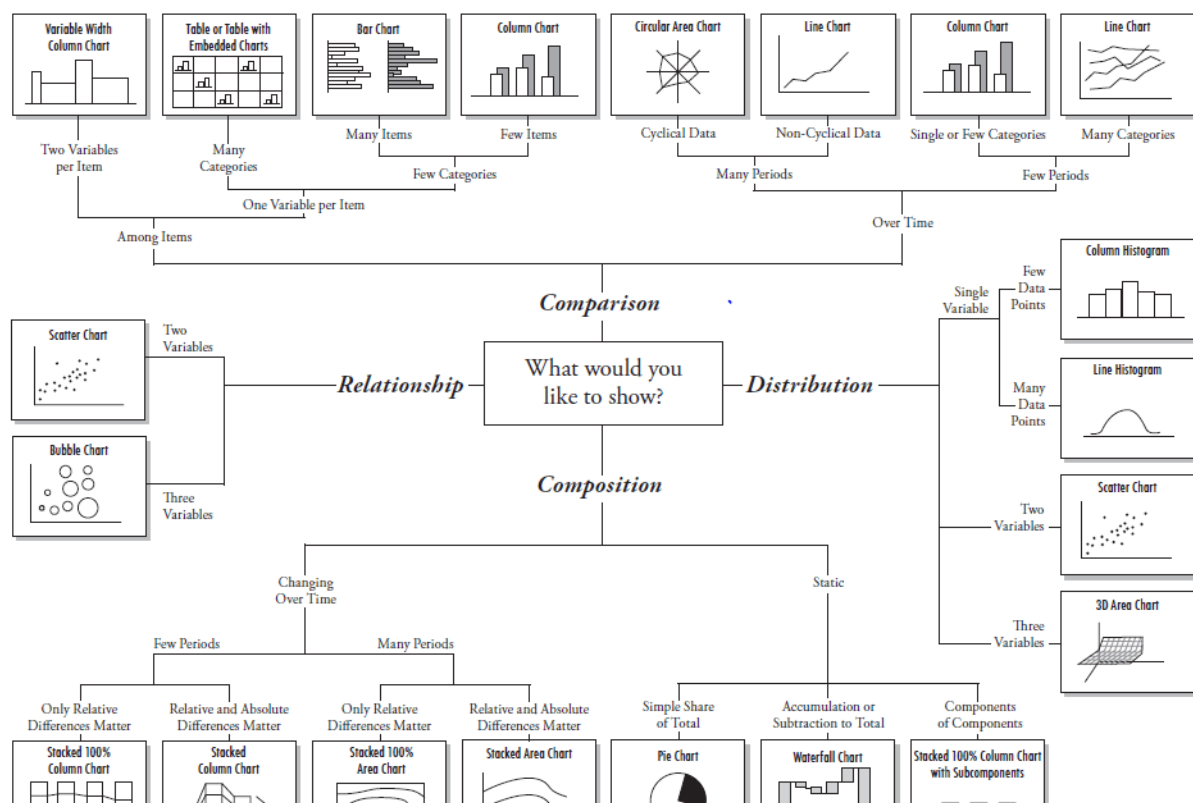 Variable Width
Column Chart
Table or Table with
Embedded Charts
Bar Chart
Column Chart
Circular Area Chart
Line Chart
Column Chart
Line Chart
Two Variables
per Item
Many
Categories
Many Items
Few Items
Cyclical Data
Non-Cyclical Data
Single or Few Categories
Many Categories
Few Categories
Many Periods
Few Periods
One Variable per Item
Over Time
Among Items
Comparison
Single
Variable
Few
Data
Points
Column Histogram
Scatter Chart
Two
Variables
Relationship
What would you
like to show?
Distribution
Many
Data
Points
Line Histogram
Bubble Chart
Three
Variables
Composition
Two
Variables
Scatter Chart
Changing
Over Time
Static
Three
Variables
3D Area Chart
Few Periods
Many Periods
Only Relative
Differences Matter
Relative and Absolute
Differences Matter
Only Relative
Differences Matter
Relative and Absolute
Differences Matter
Simple Share
of Total
Accumulation or
Subtraction to Total
Components
of Components
Stacked 100%
Column Chart
Stacked
Column Chart
Stacked 100%
Area Chart
Stacked Area Chart
Pie Chart
Waterfall Chart
Stacked 100% Column Chart
with Subcomponents